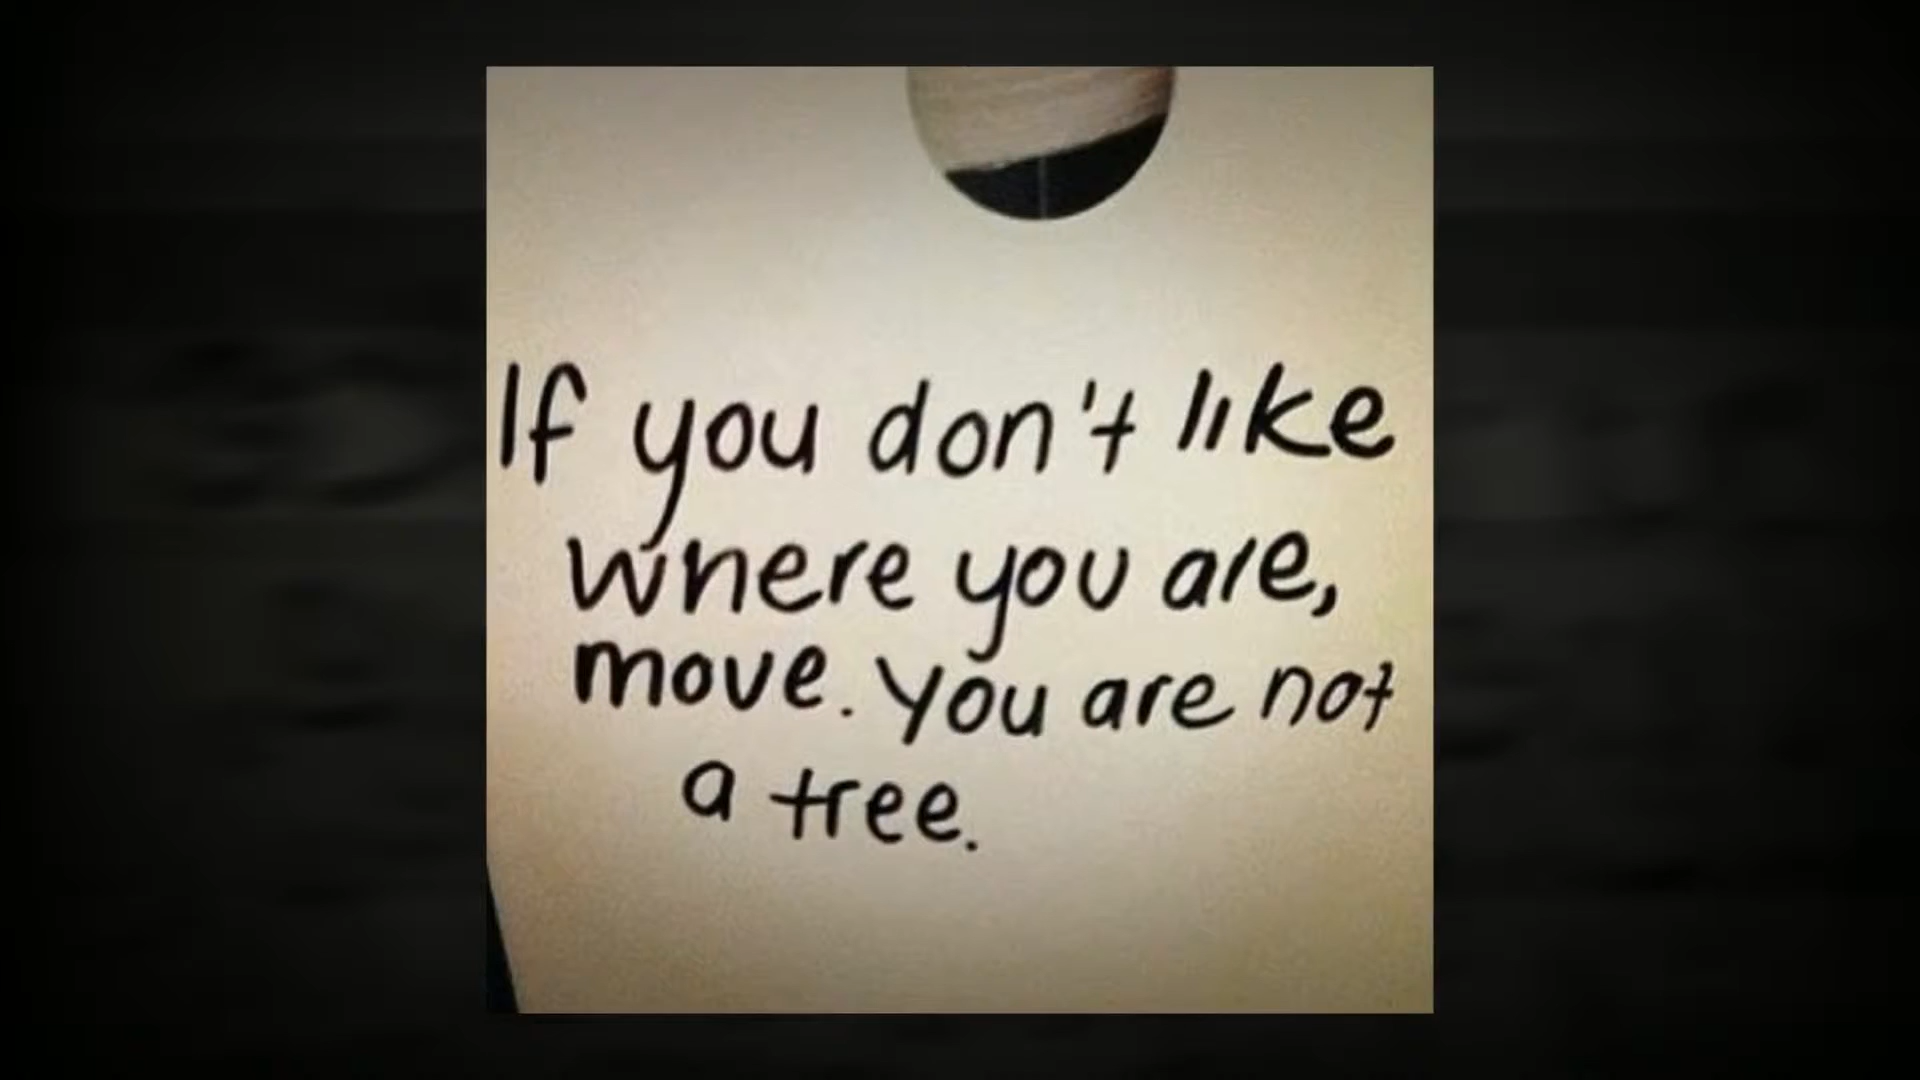 If you don't like
where you are,
move. You are not
a tree.